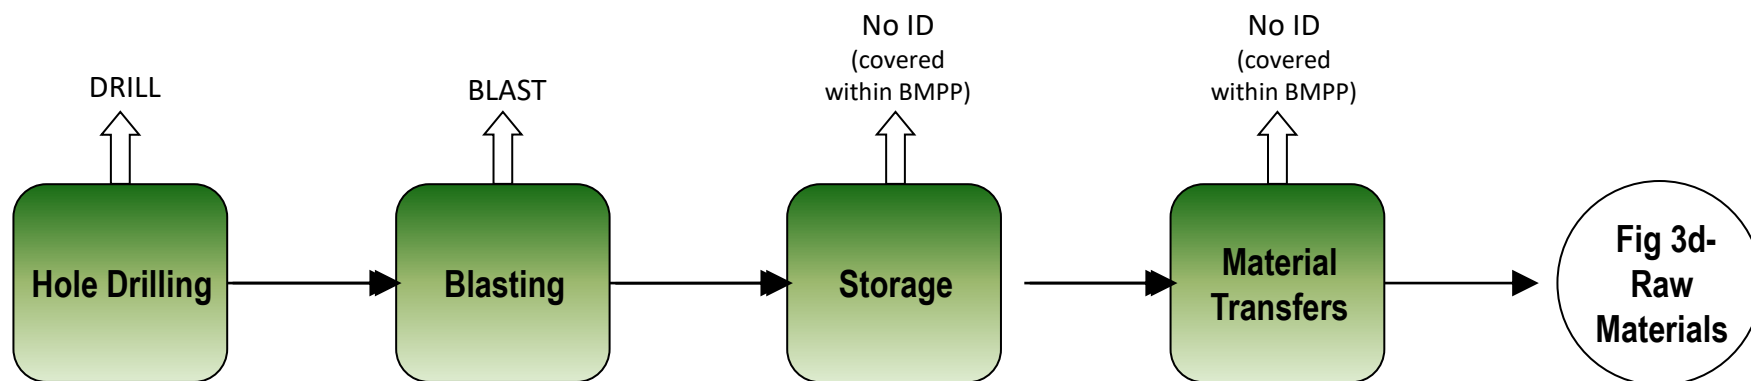 DRILL
BLAST
No ID
(covered
within BMPP)
No ID
(covered
within BMPP)
Hole Drilling
Blasting
Storage
Material
Transfers
Fig 3d-
Raw
Materials